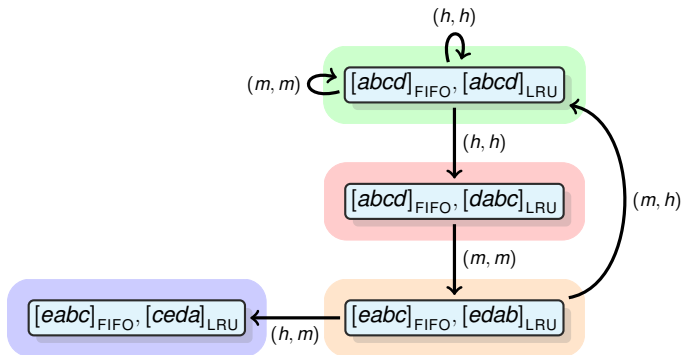 (h, h)
(m, m)
[abcd]FIFO, [abcd]LRU
(h, h)
[abcd]FIFO, [dabc]LRU
(m, h)
(m, m)
[eabc]FIFO, [ceda]LRU
(h, m)
[eabc]FIFO, [edab]LRU